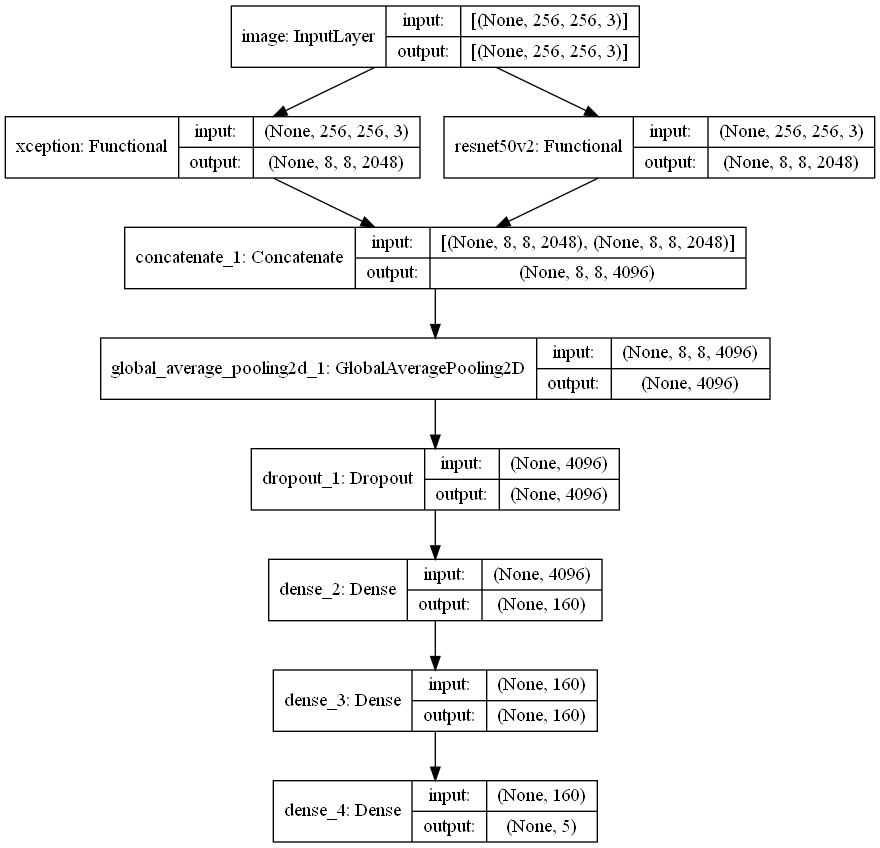 image: InputLayer
input: [(None, 256, 256, 3)]
output: [(None, 256, 256, 3)]
xception: Functional
input: (None, 256, 256, 3)
output: (None, 8, 8, 2048)
resnet50v2: Functional
input: (None, 256, 256, 3)
output: (None, 8, 8, 2048)
concatenate_1: Concatenate
input: [(None, 8, 8, 2048), (None, 8, 8, 2048)]
output: (None, 8, 8, 4096)
global_average_pooling2d_1: GlobalAveragePooling2D
input: (None, 8, 8, 4096)
output: (None, 4096)
dropout_1: Dropout
input: (None, 4096)
output: (None, 4096)
dense_2: Dense
input: (None, 4096)
output: (None, 160)
dense_3: Dense
input: (None, 160)
output: (None, 160)
dense_4: Dense
input: (None, 160)
output: (None, 5)